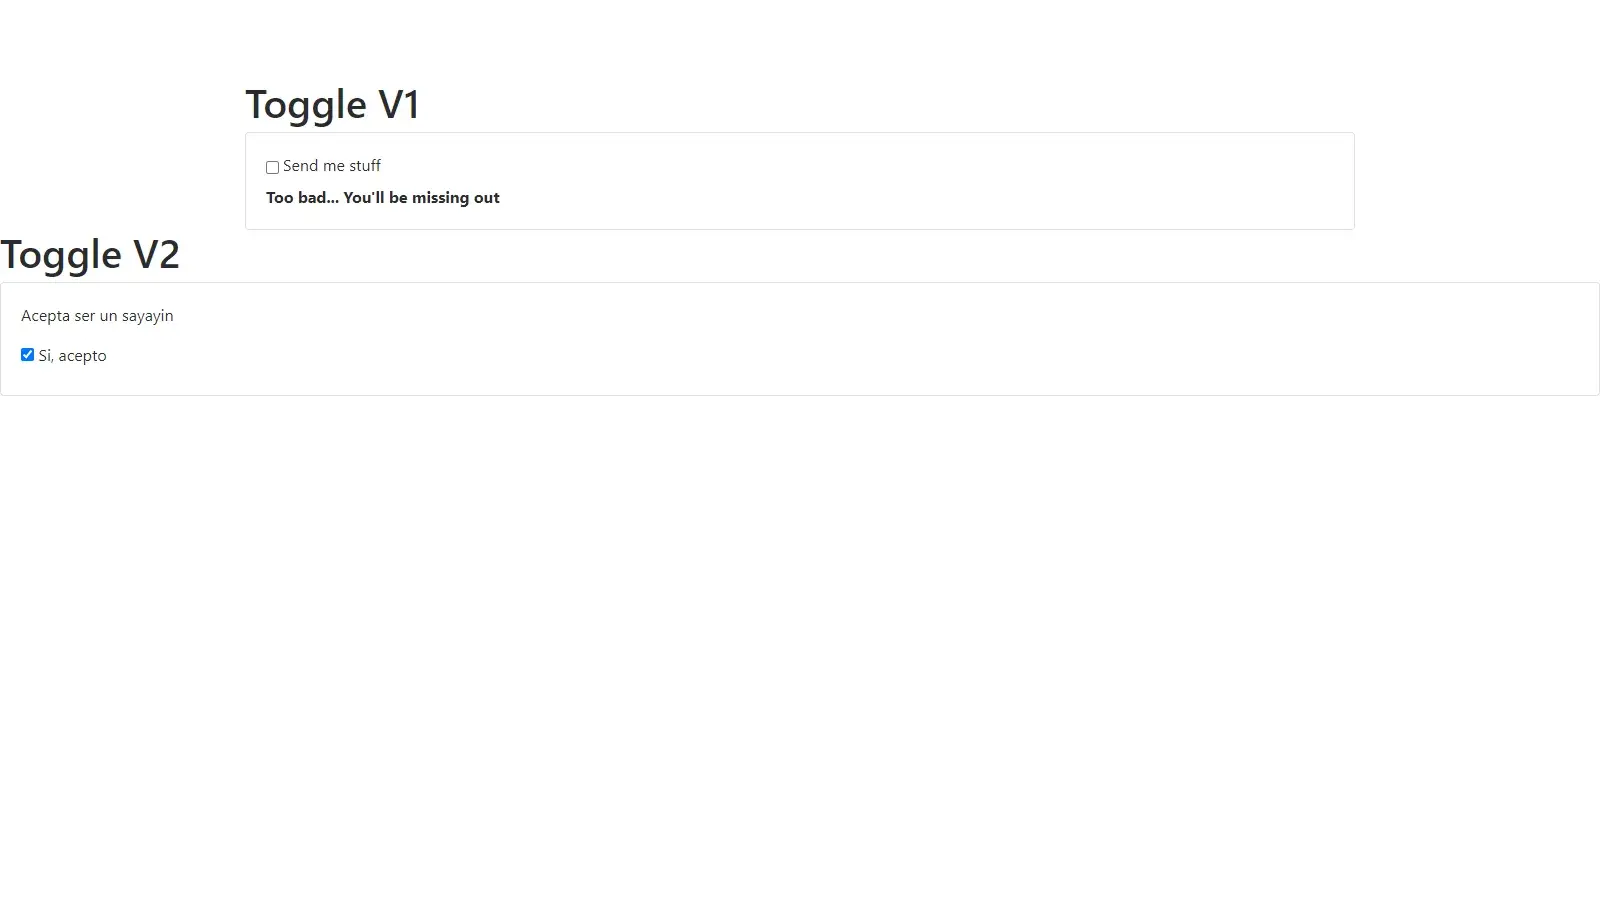 Toggle V1
Send me stuff
Too bad... You'll be missing out
Toggle V2
Acepta ser un sayayin
Si, acepto